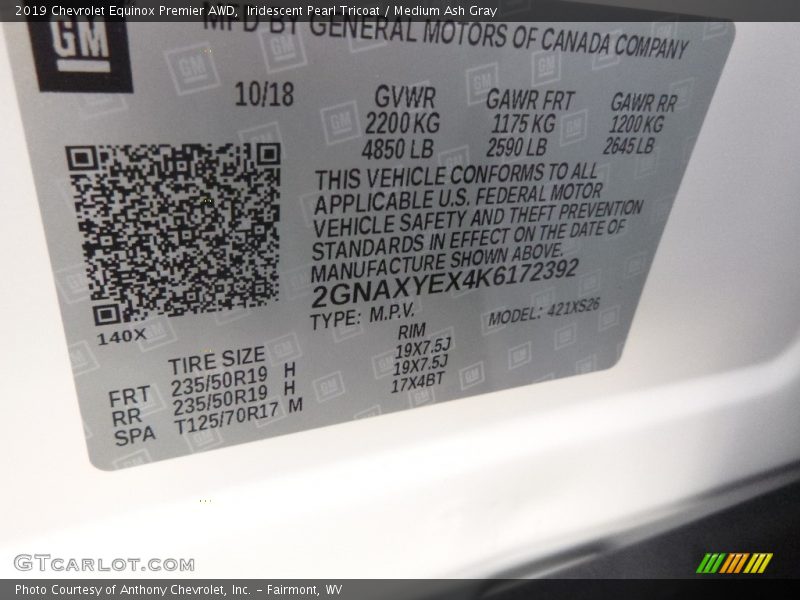 2019 Chevrolet Equinox Premier AWD, Iridescent Pearl Tricoat / Medium Ash Gray
GM
MFD BY GENERAL MOTORS OF CANADA COMPANY
10/18
GVWR GAWR FRT GAWR RR
2200 KG 1175 KG 1200 KG
4850 LB 2590 LB 2645 LB
THIS VEHICLE CONFORMS TO ALL
APPLICABLE U.S. FEDERAL MOTOR
VEHICLE SAFETY AND THEFT PREVENTION
STANDARDS IN EFFECT ON THE DATE OF
MANUFACTURE SHOWN ABOVE.
2GNAXYEX4K6172392
TYPE: M.P.V. MODEL: 421XS26
140X
TIRE SIZE RIM
FRT 235/50R19 H 19X7.5J
RR 235/50R19 H 19X7.5J
SPA T125/70R17 M 17X4BT
GTCARLOT.COM
Photo Courtesy of Anthony Chevrolet, Inc. – Fairmont, WV